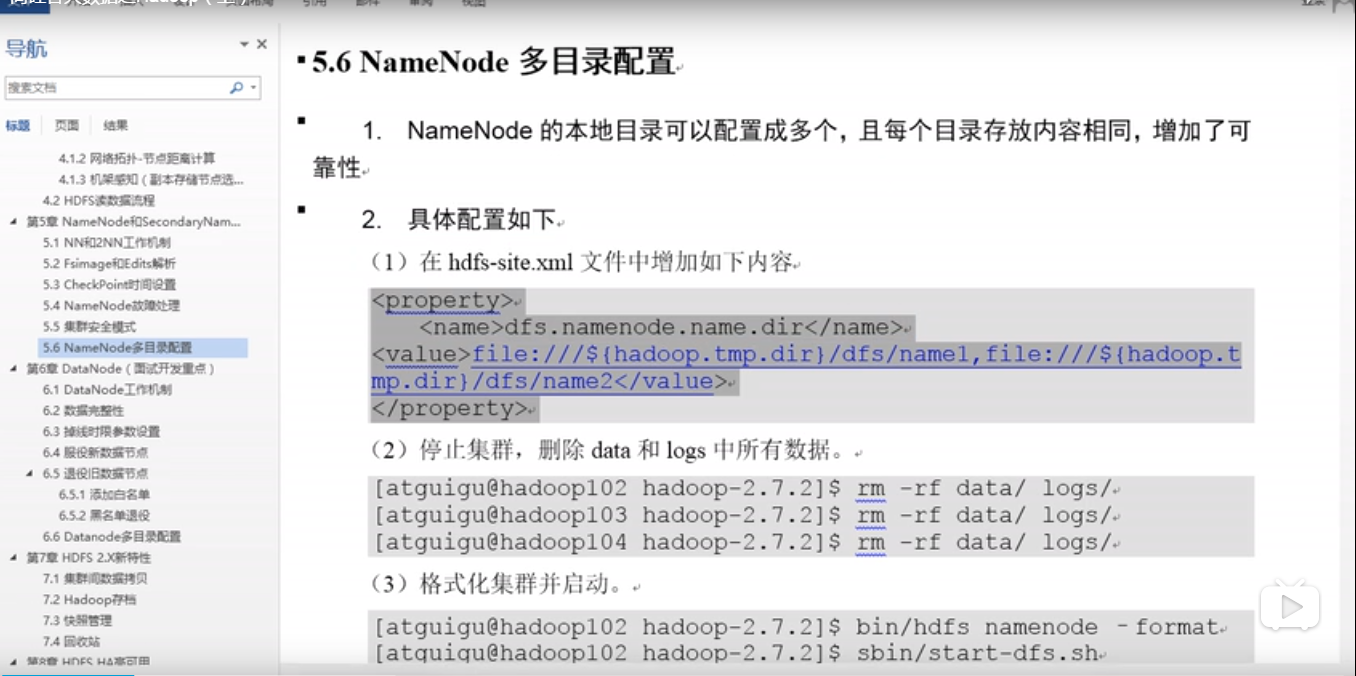 导航
搜索文档
标题 页面 结果
4.1.2 网络拓扑-节点距离计算
4.1.3 机架感知（副本存储节点选...
4.2 HDFS读数据流程
第5章 NameNode和SecondaryNam...
5.1 NN和2NN工作机制
5.2 Fsimage和Edits解析
5.3 CheckPoint时间设置
5.4 NameNode故障处理
5.5 集群安全模式
5.6 NameNode多目录配置
第6章 DataNode（面试开发重点）
6.1 DataNode工作机制
6.2 数据完整性
6.3 掉线时限参数设置
6.4 服役新数据节点
6.5 退役旧数据节点
6.5.1 添加白名单
6.5.2 黑名单退役
6.6 Datanode多目录配置
第7章 HDFS 2.X新特性
7.1 集群间数据拷贝
7.2 Hadoop存档
7.3 快照管理
7.4 回收站
第8章 HDFS HA高可用
5.6 NameNode 多目录配置
1. NameNode 的本地目录可以配置成多个，且每个目录存放内容相同，增加了可
靠性
2. 具体配置如下
（1）在 hdfs-site.xml 文件中增加如下内容
<property>
<name>dfs.namenode.name.dir</name>
<value>file:///${hadoop.tmp.dir}/dfs/name1,file:///${hadoop.t
mp.dir}/dfs/name2</value>
</property>
（2）停止集群，删除 data 和 logs 中所有数据。
[atguigu@hadoop102 hadoop-2.7.2]$ rm -rf data/ logs/
[atguigu@hadoop103 hadoop-2.7.2]$ rm -rf data/ logs/
[atguigu@hadoop104 hadoop-2.7.2]$ rm -rf data/ logs/
（3）格式化集群并启动。
[atguigu@hadoop102 hadoop-2.7.2]$ bin/hdfs namenode –format
[atguigu@hadoop102 hadoop-2.7.2]$ sbin/start-dfs.sh